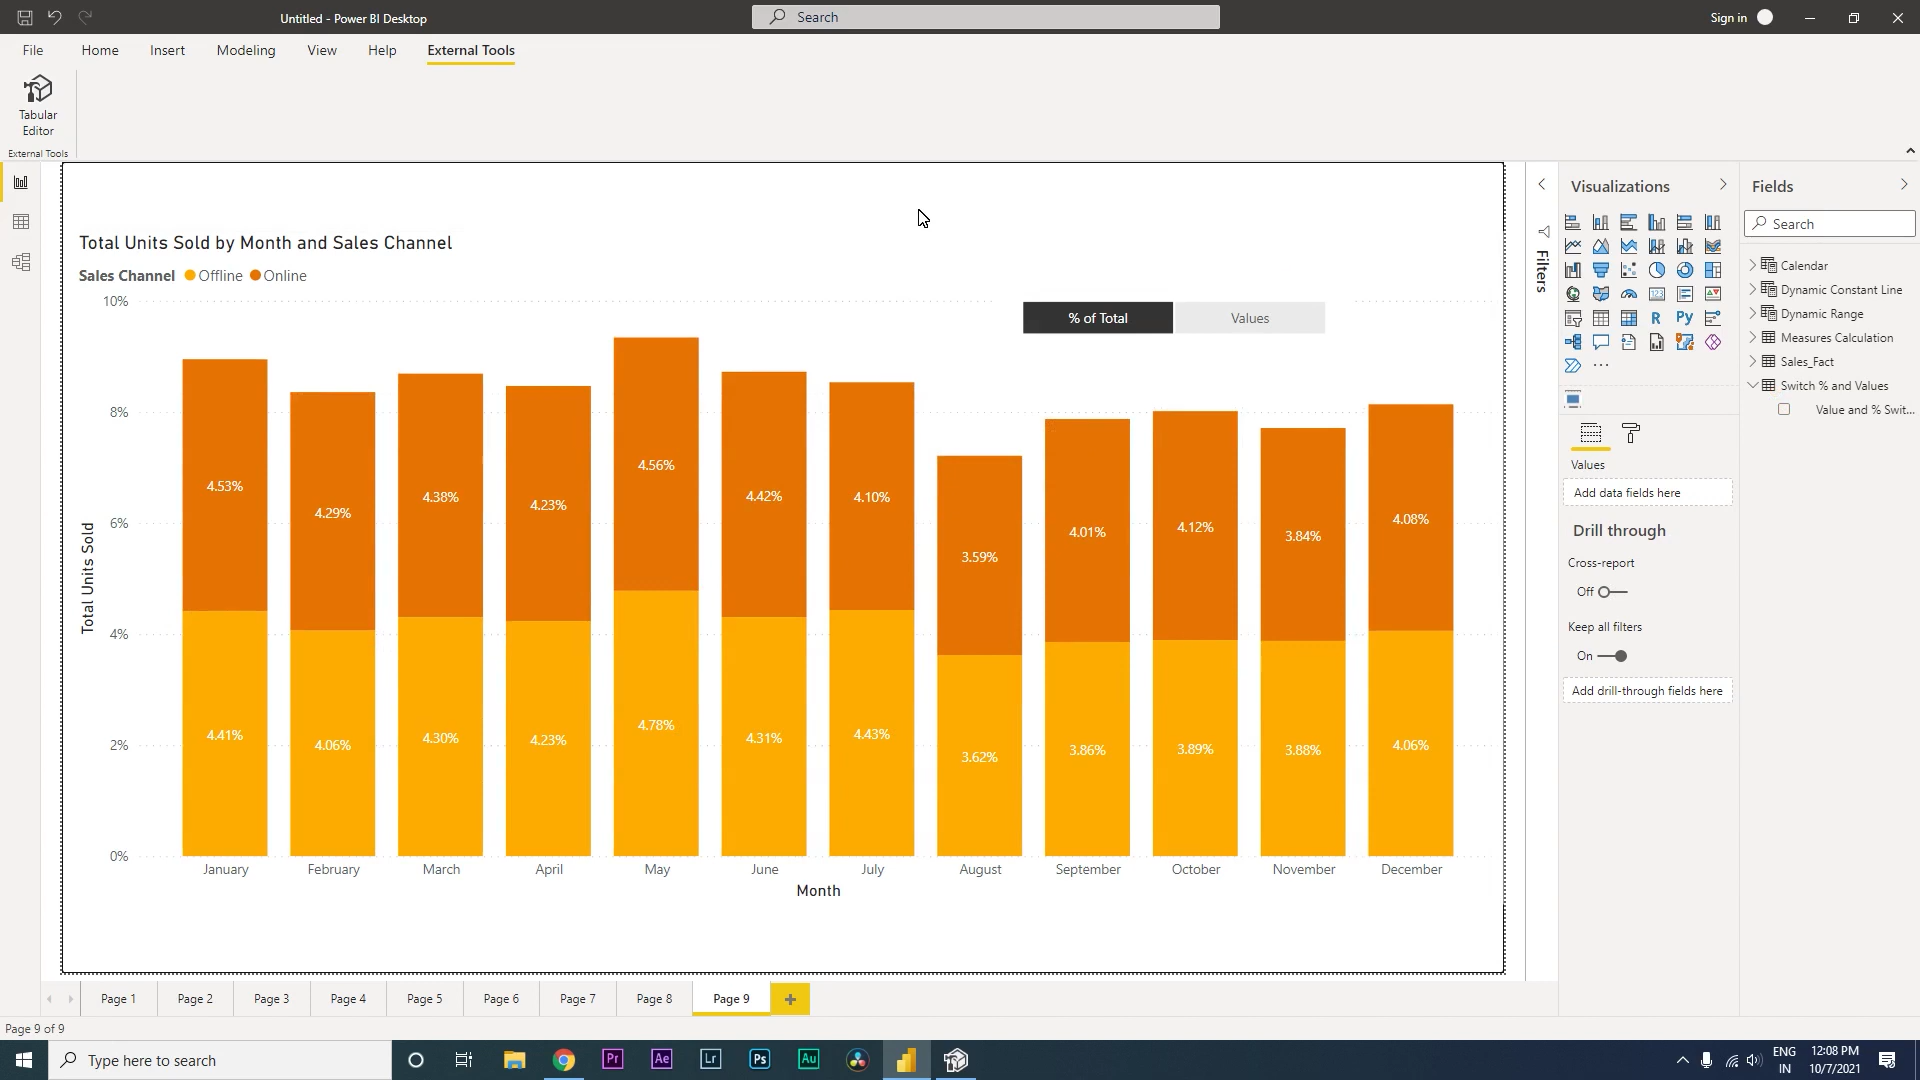 Untitled - Power BI Desktop
Search
Sign in
File
Home
Insert
Modeling
View
Help
External Tools
Tabular
Editor
External Tools
Total Units Sold by Month and Sales Channel
Sales Channel Offline Online
% of Total
Values
10%
8%
6%
4%
2%
0%
Total Units Sold
4.53%
4.29%
4.38%
4.23%
4.56%
4.42%
4.10%
3.59%
4.01%
4.12%
3.84%
4.08%
4.41%
4.06%
4.30%
4.23%
4.78%
4.31%
4.43%
3.62%
3.86%
3.89%
3.88%
4.06%
January
February
March
April
May
June
July
August
September
October
November
December
Month
Filters
Visualizations
R
Py
123
Values
Add data fields here
Drill through
Cross-report
Off
Keep all filters
On
Add drill-through fields here
Fields
Search
Calendar
Dynamic Constant Line
Dynamic Range
Measures Calculation
Sales_Fact
Switch % and Values
Value and % Swit...
Page 1
Page 2
Page 3
Page 4
Page 5
Page 6
Page 7
Page 8
Page 9
Page 9 of 9
Type here to search
Pr
Ae
Lr
Ps
Au
ENG
IN
12:08 PM
10/7/2021